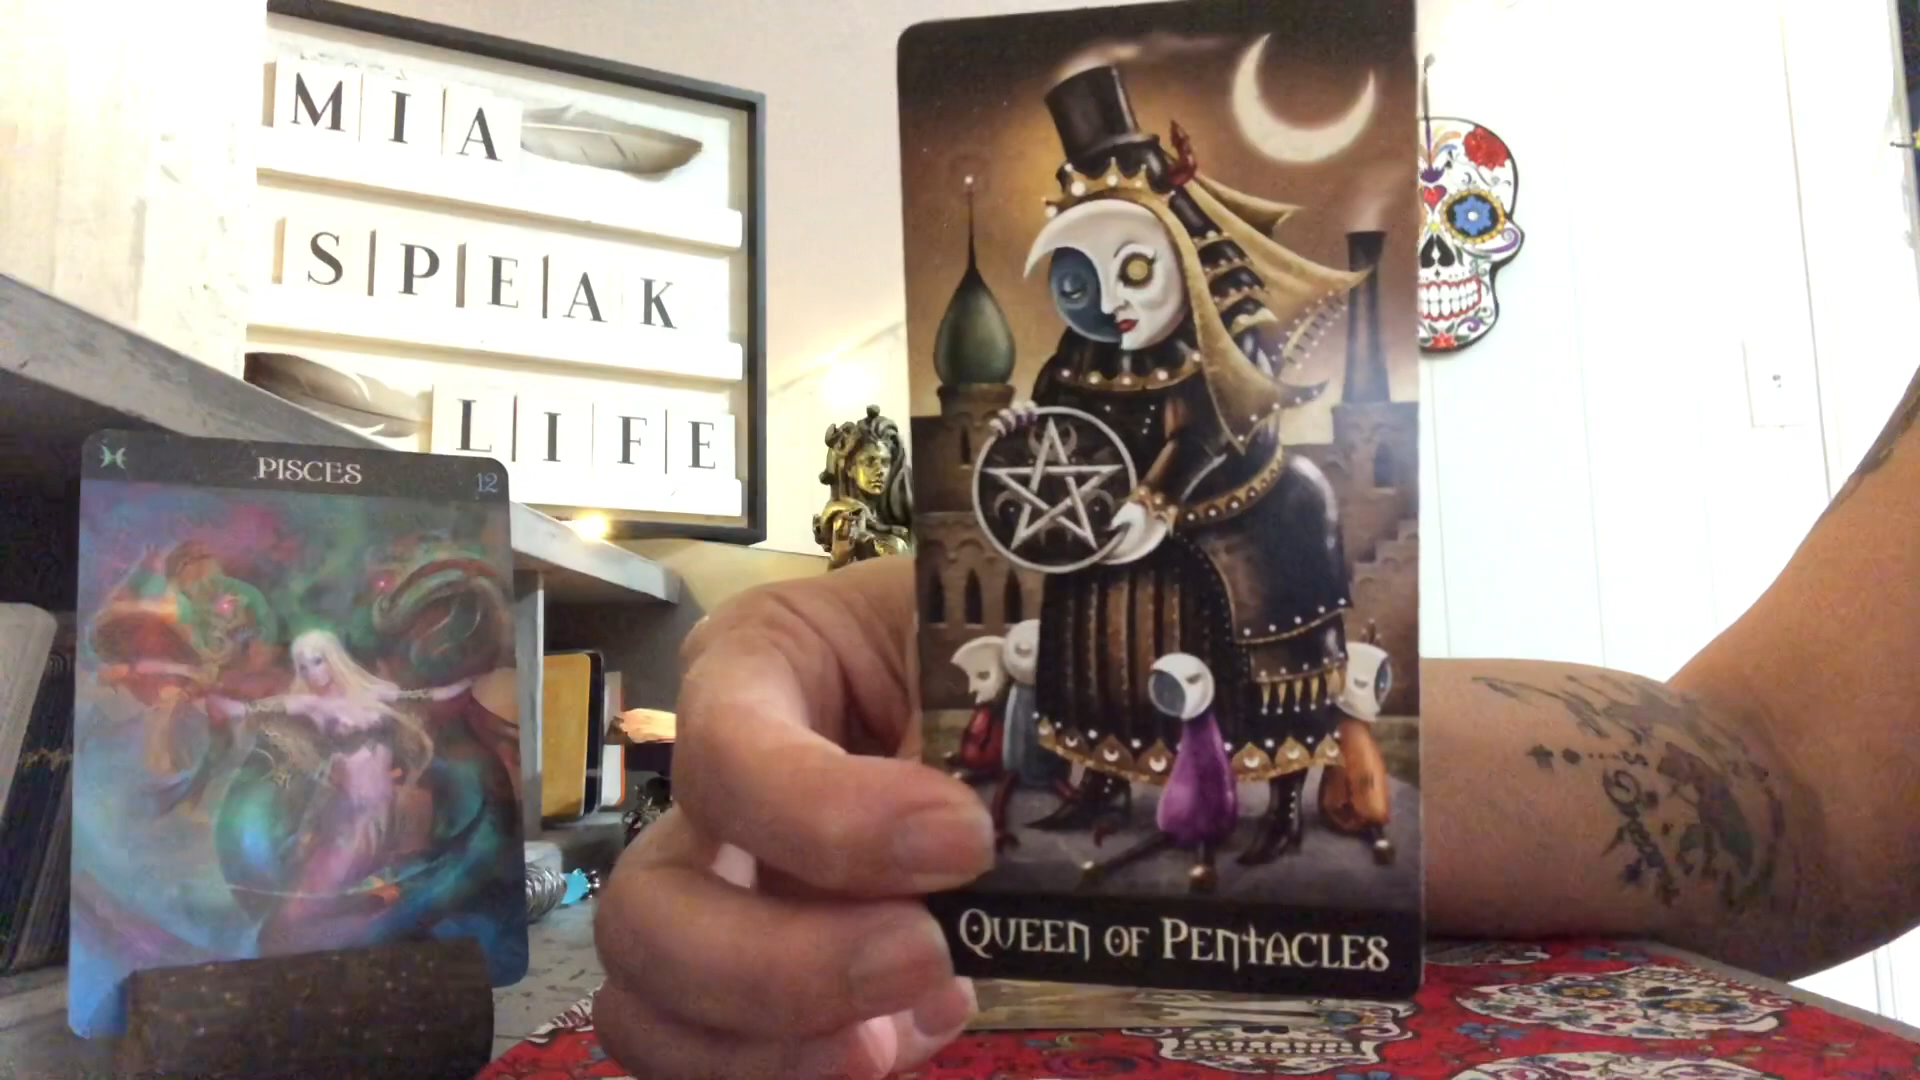 MIA
SPEAK
LIFE
PISCES
12
QUEEN OF PENTACLES